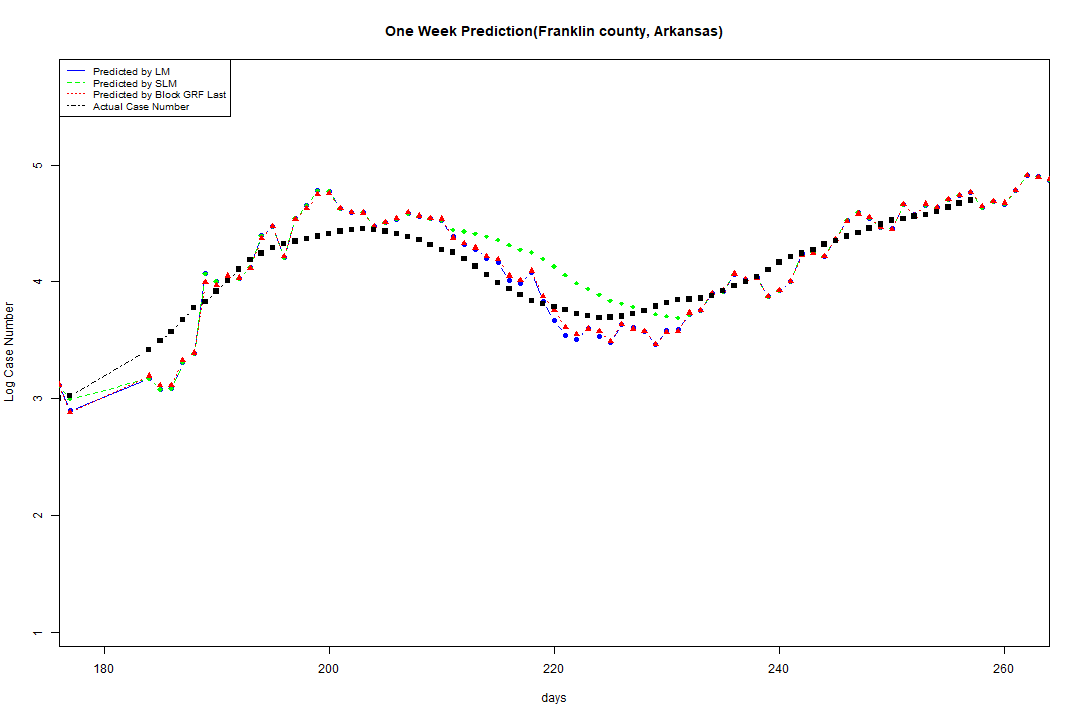 One Week Prediction(Franklin county, Arkansas)
Predicted by LM
Predicted by SLM
Predicted by Block GRF Last
Actual Case Number
5
4
3
2
1
Log Case Number
180
200
220
240
260
days